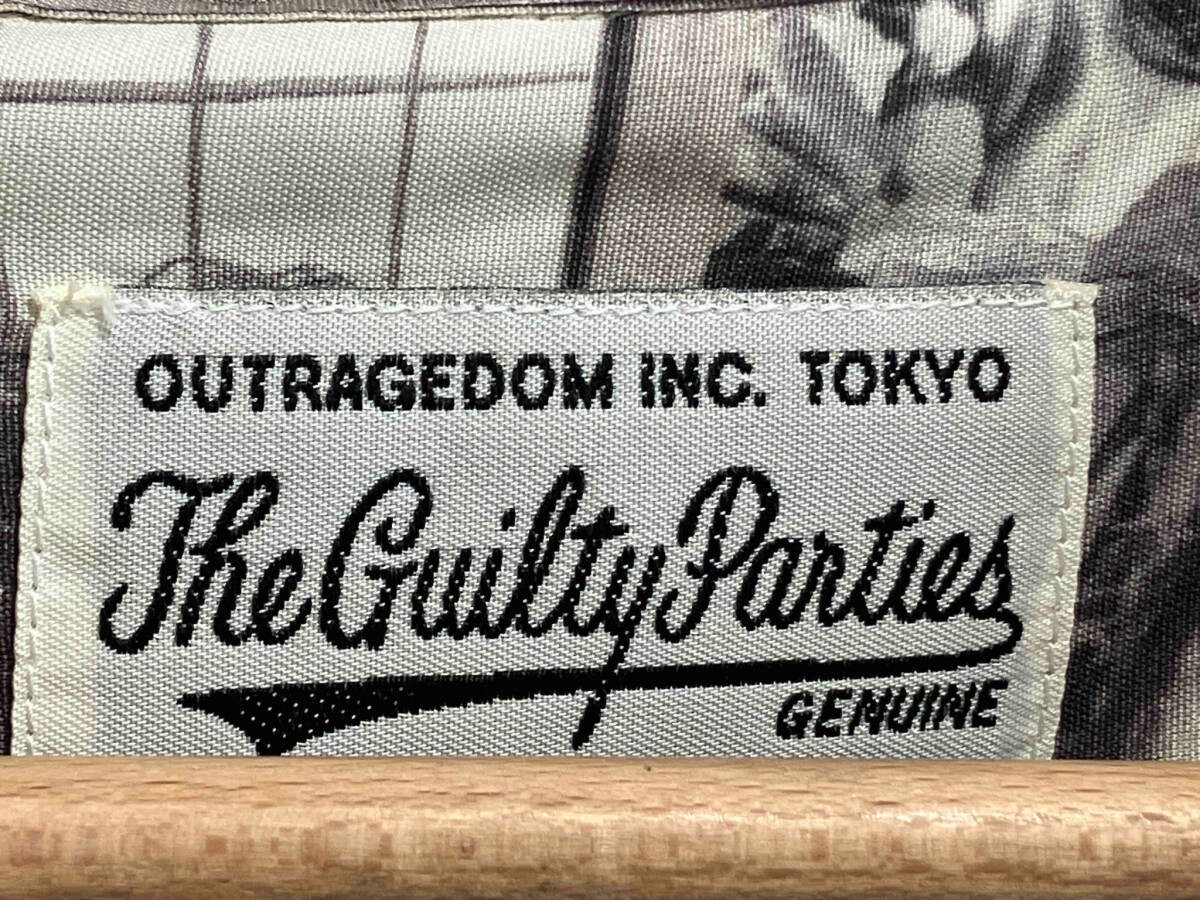 OUTRAGEDOM INC. TOKYO
The Guilty Parties
GENUINE